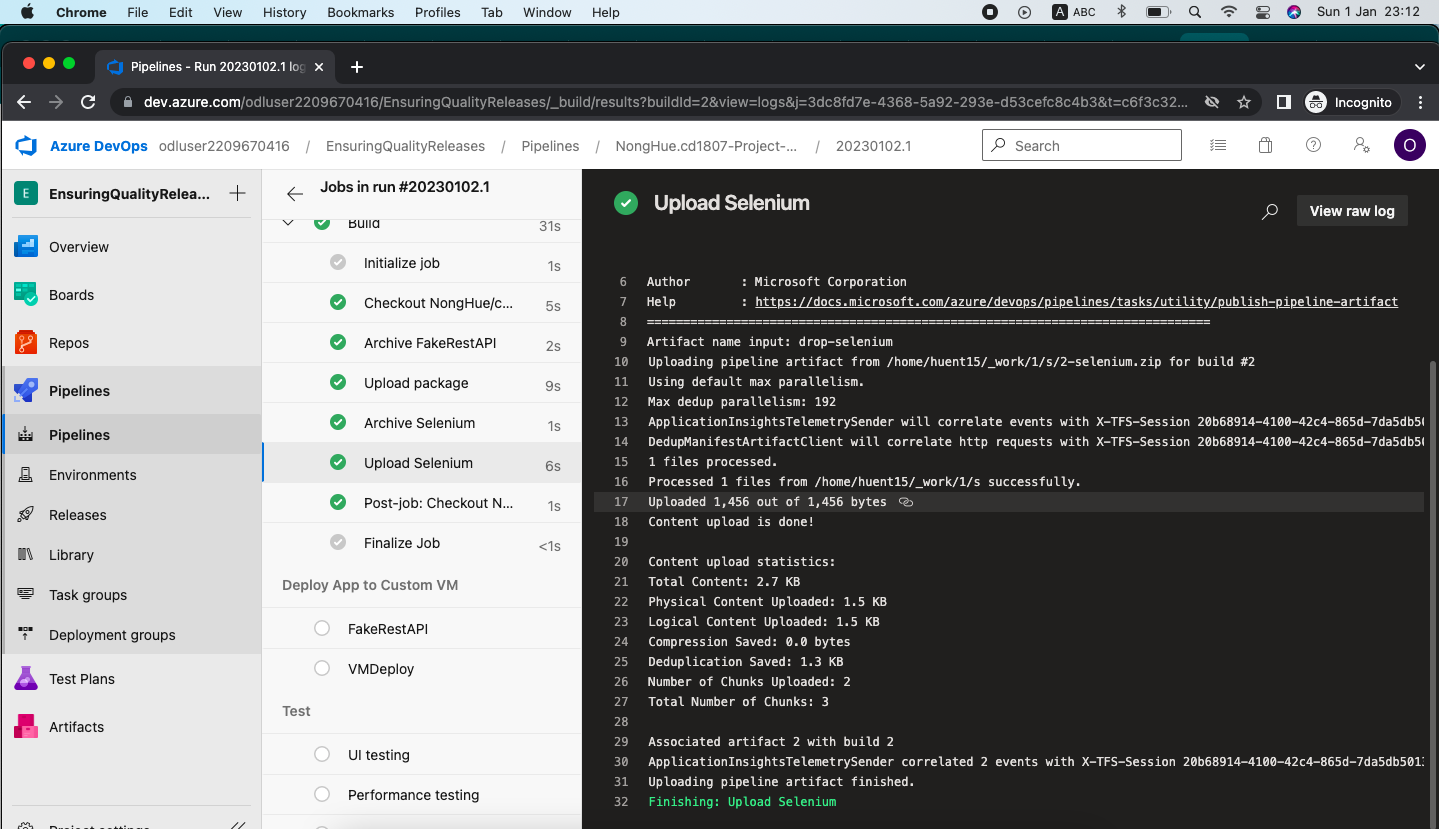 Chrome File Edit View History Bookmarks Profiles Tab Window Help A ABC Sun 1 Jan 23:12
Pipelines - Run 20230102.1 log
dev.azure.com/odluser2209670416/EnsuringQualityReleases/_build/results?buildId=2&view=logs&j=3dc8fd7e-4368-5a92-293e-d53cefc8c4b3&t=c6f3c32... Incognito
Azure DevOps odluser2209670416 / EnsuringQualityReleases / Pipelines / NongHue.cd1807-Project-... / 20230102.1 Search O
E EnsuringQualityRelea...
Overview
Boards
Repos
Pipelines
Pipelines
Environments
Releases
Library
Task groups
Deployment groups
Test Plans
Artifacts
Project settings
Jobs in run #20230102.1
Build 31s
Initialize job 1s
Checkout NongHue/c... 5s
Archive FakeRestAPI 2s
Upload package 9s
Archive Selenium 1s
Upload Selenium 6s
Post-job: Checkout N... 1s
Finalize Job <1s
Deploy App to Custom VM
FakeRestAPI
VMDeploy
Test
UI testing
Performance testing
Upload Selenium
View raw log
6 Author : Microsoft Corporation
7 Help : https://docs.microsoft.com/azure/devops/pipelines/tasks/utility/publish-pipeline-artifact
8 ==============================================================================
9 Artifact name input: drop-selenium
10 Uploading pipeline artifact from /home/huent15/_work/1/s/2-selenium.zip for build #2
11 Using default max parallelism.
12 Max dedup parallelism: 192
13 ApplicationInsightsTelemetrySender will correlate events with X-TFS-Session 20b68914-4100-42c4-865d-7da5db50
14 DedupManifestArtifactClient will correlate http requests with X-TFS-Session 20b68914-4100-42c4-865d-7da5db50
15 1 files processed.
16 Processed 1 files from /home/huent15/_work/1/s successfully.
17 Uploaded 1,456 out of 1,456 bytes
18 Content upload is done!
19
20 Content upload statistics:
21 Total Content: 2.7 KB
22 Physical Content Uploaded: 1.5 KB
23 Logical Content Uploaded: 1.5 KB
24 Compression Saved: 0.0 bytes
25 Deduplication Saved: 1.3 KB
26 Number of Chunks Uploaded: 2
27 Total Number of Chunks: 3
28
29 Associated artifact 2 with build 2
30 ApplicationInsightsTelemetrySender correlated 2 events with X-TFS-Session 20b68914-4100-42c4-865d-7da5db501
31 Uploading pipeline artifact finished.
32 Finishing: Upload Selenium